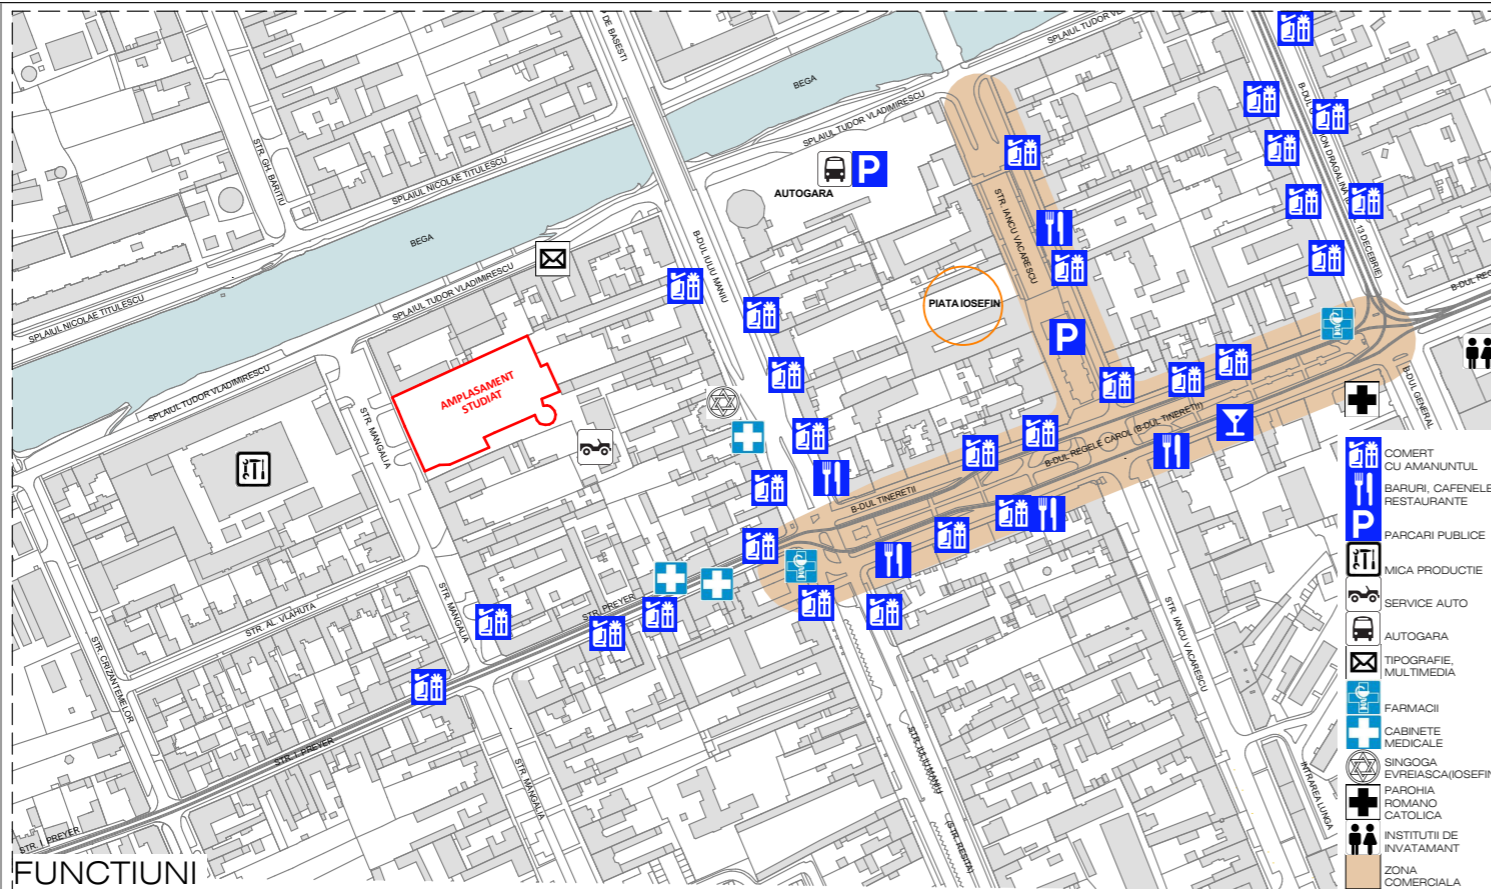 DE BASESTI
SPLAIUL TUDOR
BEGA
SPLAIUL TUDOR VLADIMIRESCU
STR. GH. BARITIU
SPLAIUL NICOLAE TITULESCU
P
AUTOGARA
BEGA
B-DUL IULIU MANIU
STR. IANCU VACARESCU
13 DECEBRIE)
B-DUL REG
SPLAIUL TUDOR VLADIMIRESCU
SPLAIUL NICOLAE TITULESCU
PIATA IOSEFIN
P
AMPLASAMENT
STUDIAT
SPLAIUL TUDOR VLADIMIRESCU
STR. MANGALIA
B-DUL GENERAL
B-DUL REGELE CAROL (B-DUL TINERETII)
B-DUL TINERETII
STR. PREYER
STR. MANGALIA
STR. AL. VLAHUTA
STR. CRIZANTEMELOR
STR. IANCU VACARESCU
STR. I. PREYER
STR. MANGALIA
STR. IULIU MANIU
(STR. RESITA)
INTRAREA LUNGA
STR. I. PREYER
COMERT
CU AMANUNTUL
BARURI, CAFENELE
RESTAURANTE
P
PARCARI PUBLICE
MICA PRODUCTIE
SERVICE AUTO
AUTOGARA
TIPOGRAFIE,
MULTIMEDIA
FARMACII
CABINETE
MEDICALE
SINGOGA
EVREIASCA(IOSEFIN
PAROHIA
ROMANO
CATOLICA
INSTITUTII DE
INVATAMANT
ZONA
COMERCIALA
FUNCTIUNI